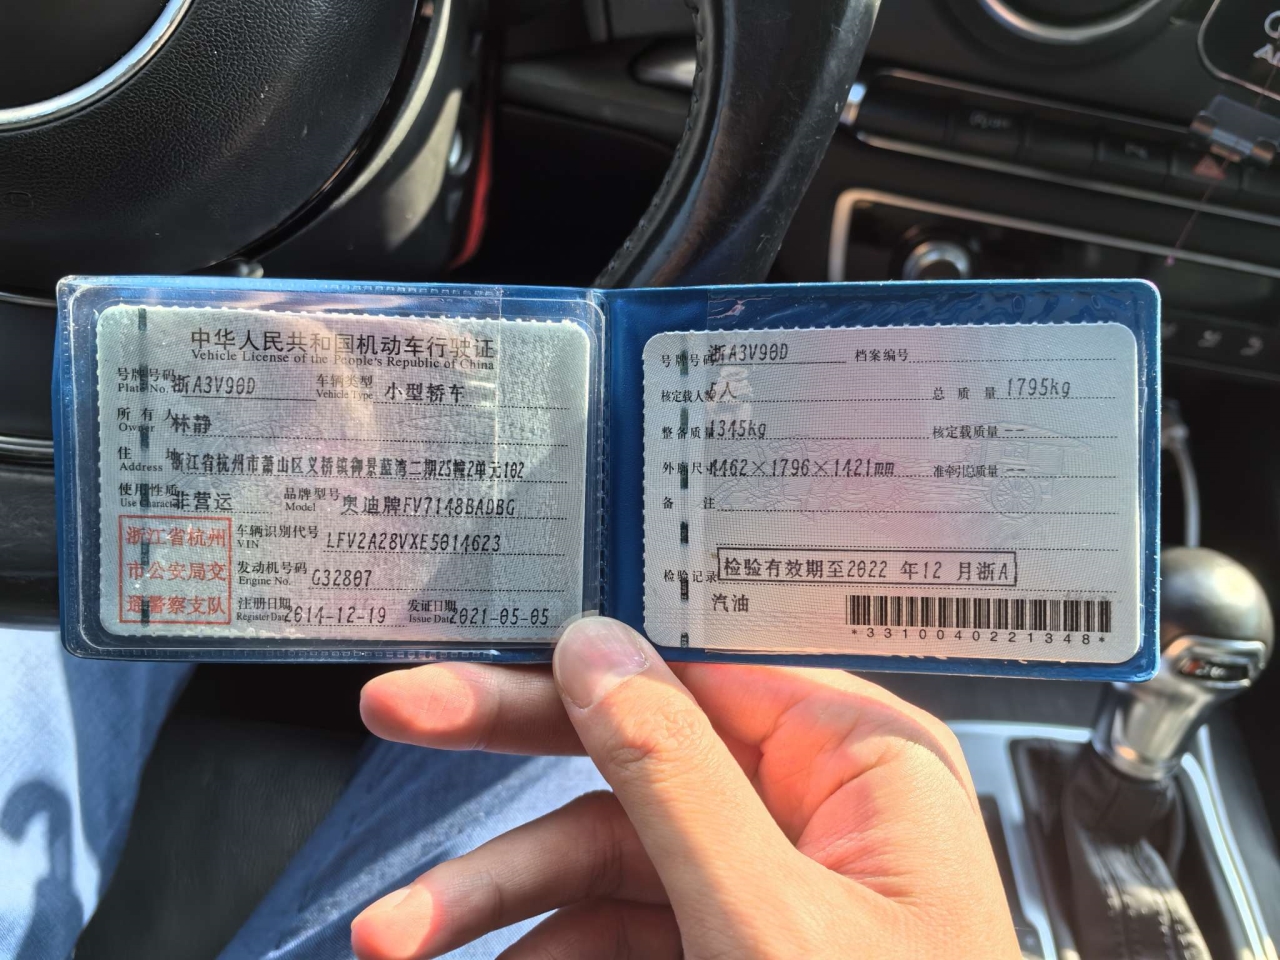 中华人民共和国机动车行驶证
Vehicle License of the People's Republic of China
号牌号码 浙A3V90D 车辆类型 小型轿车
Plate No. Vehicle Type
所有人 林静
Owner
住址 浙江省杭州市萧山区义桥镇御景蓝湾二期25幢2单元102
Address
使用性质 非营运 品牌型号 奥迪牌FV7148BADBG
Use Character Model
浙江省杭州
市公安局交
通警察支队
车辆识别代号 LFV2A28VXE5014623
VIN
发动机号码 G32807
Engine No.
注册日期 2014-12-19 发证日期 2021-05-05
Register Date Issue Date
号牌号码 浙A3V90D 档案编号
核定载人数 5人 总质量 1795kg
整备质量 1345kg 核定载质量 --
外廓尺寸 4462×1796×1421mm 准牵引总质量 --
备注
检验记录 检验有效期至2022年12月浙A
汽油
*3310040221348*